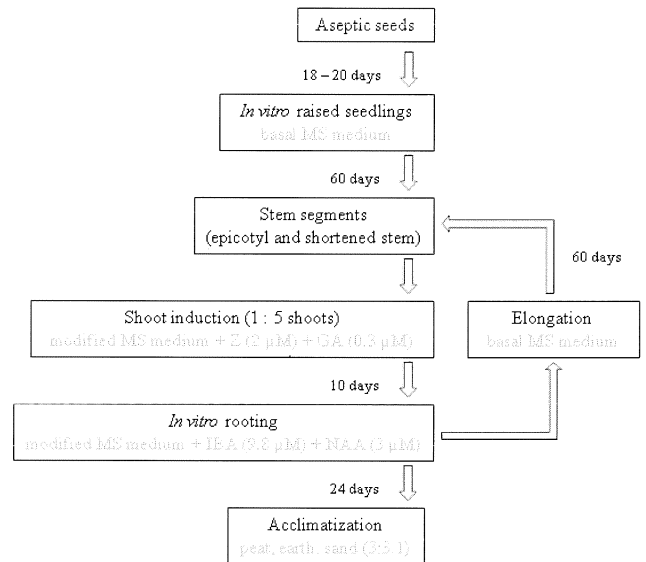 Aseptic seeds
18 – 20 days
In vitro raised seedlings
basal MS medium
60 days
Stem segments
(epicotyl and shortened stem)
60 days
Shoot induction (1 : 5 shoots)
modified MS medium + Z (2 µM) + GA (0.3 µM)
Elongation
basal MS medium
10 days
In vitro rooting
modified MS medium + IBA (9.8 µM) + NAA (3 µM)
24 days
Acclimatization
peat, earth, sand (3:3:1)